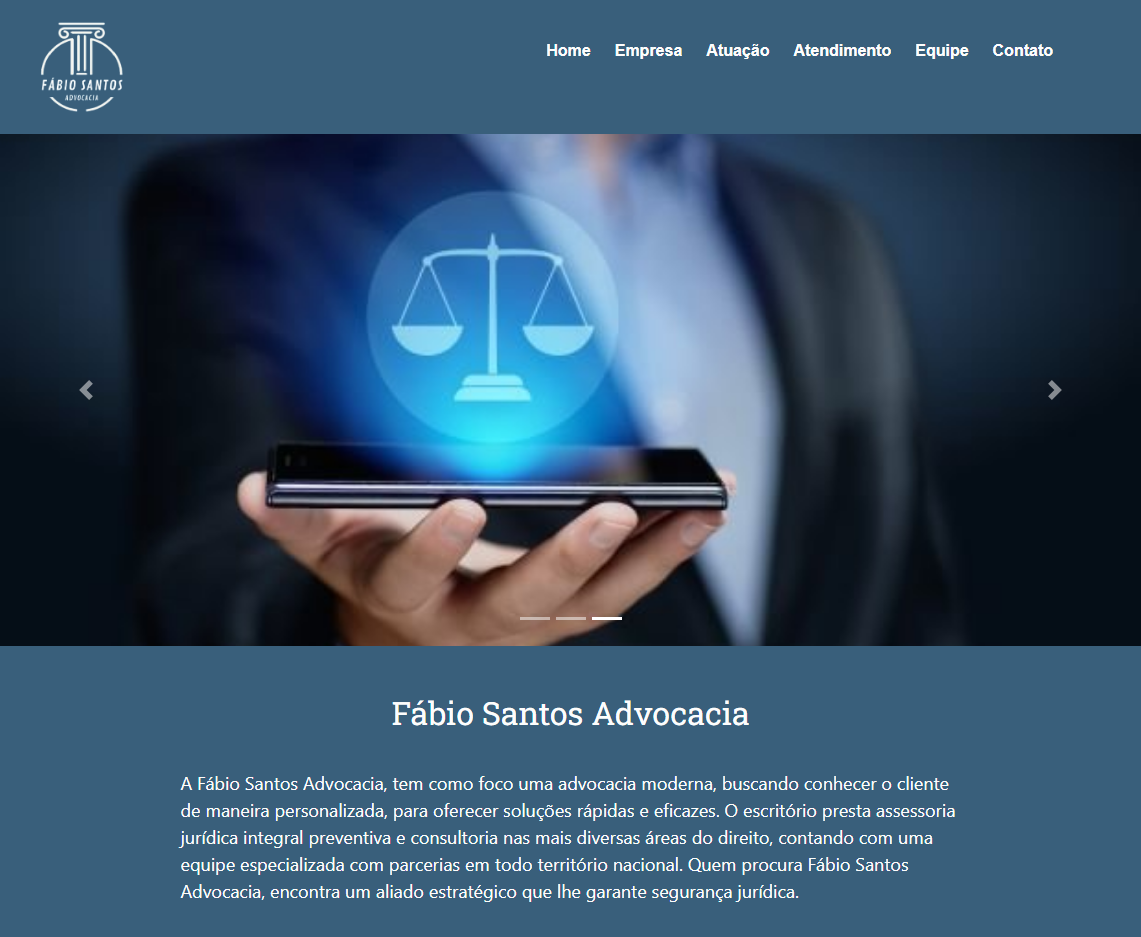 FÁBIO SANTOS
ADVOCACIA
Home Empresa Atuação Atendimento Equipe Contato
Fábio Santos Advocacia
A Fábio Santos Advocacia, tem como foco uma advocacia moderna, buscando conhecer o cliente
de maneira personalizada, para oferecer soluções rápidas e eficazes. O escritório presta assessoria
jurídica integral preventiva e consultoria nas mais diversas áreas do direito, contando com uma
equipe especializada com parcerias em todo território nacional. Quem procura Fábio Santos
Advocacia, encontra um aliado estratégico que lhe garante segurança jurídica.